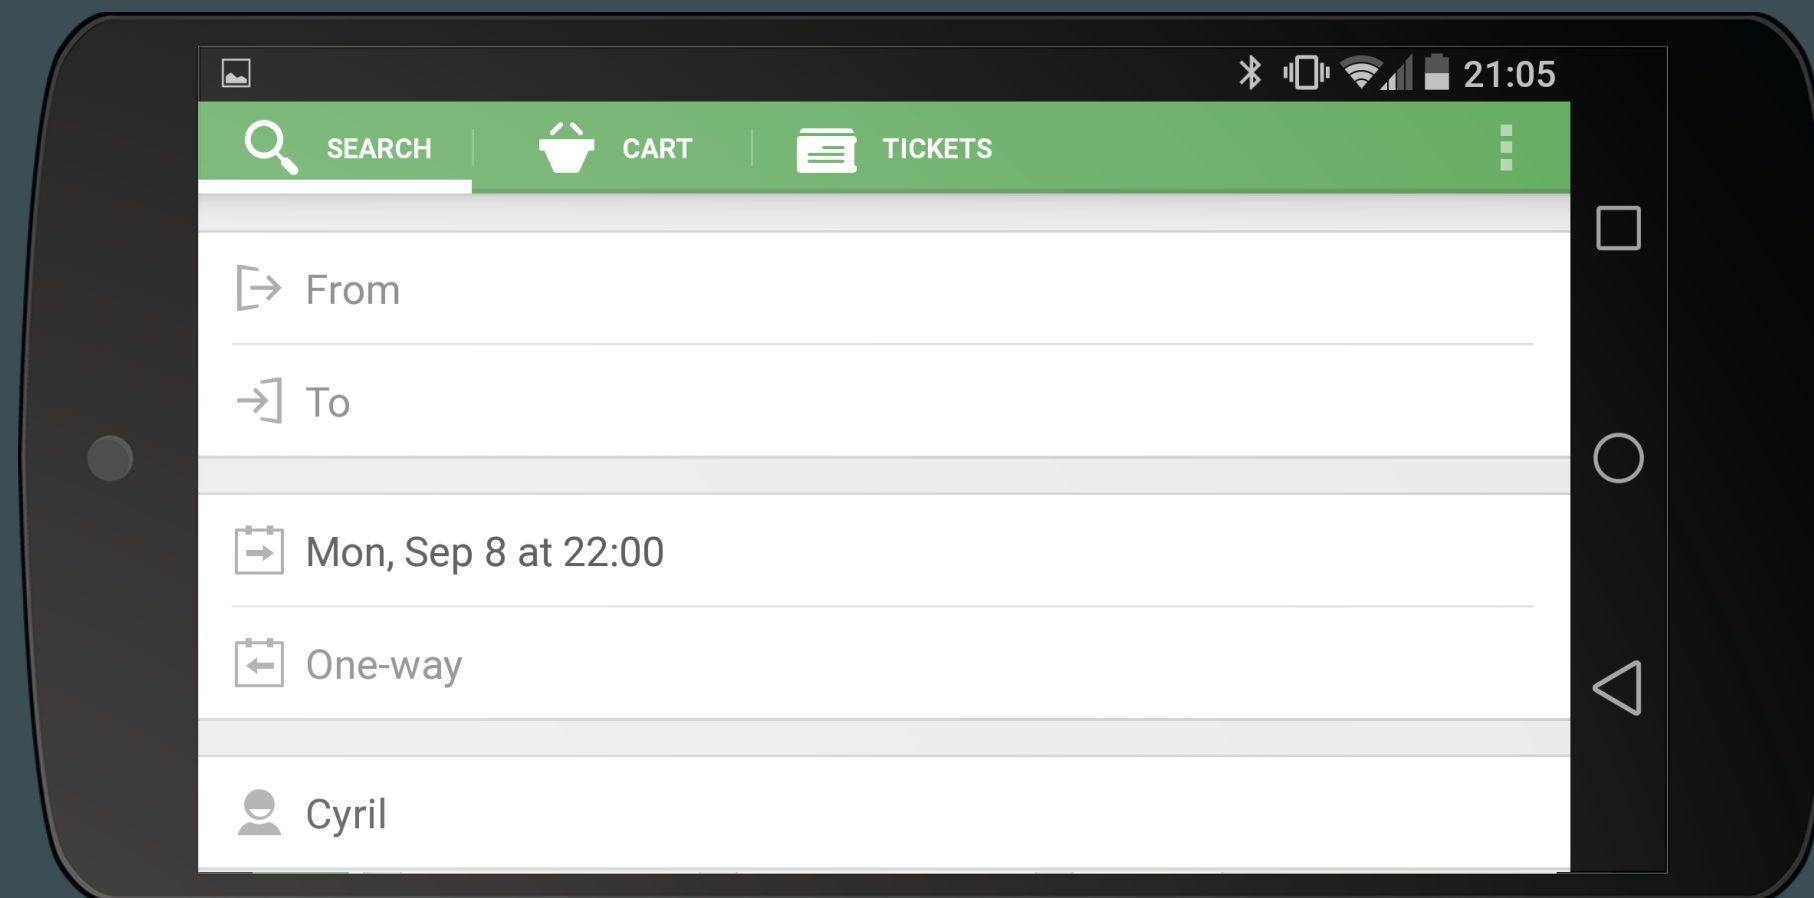 21:05
SEARCH CART TICKETS
From
To
Mon, Sep 8 at 22:00
One-way
Cyril